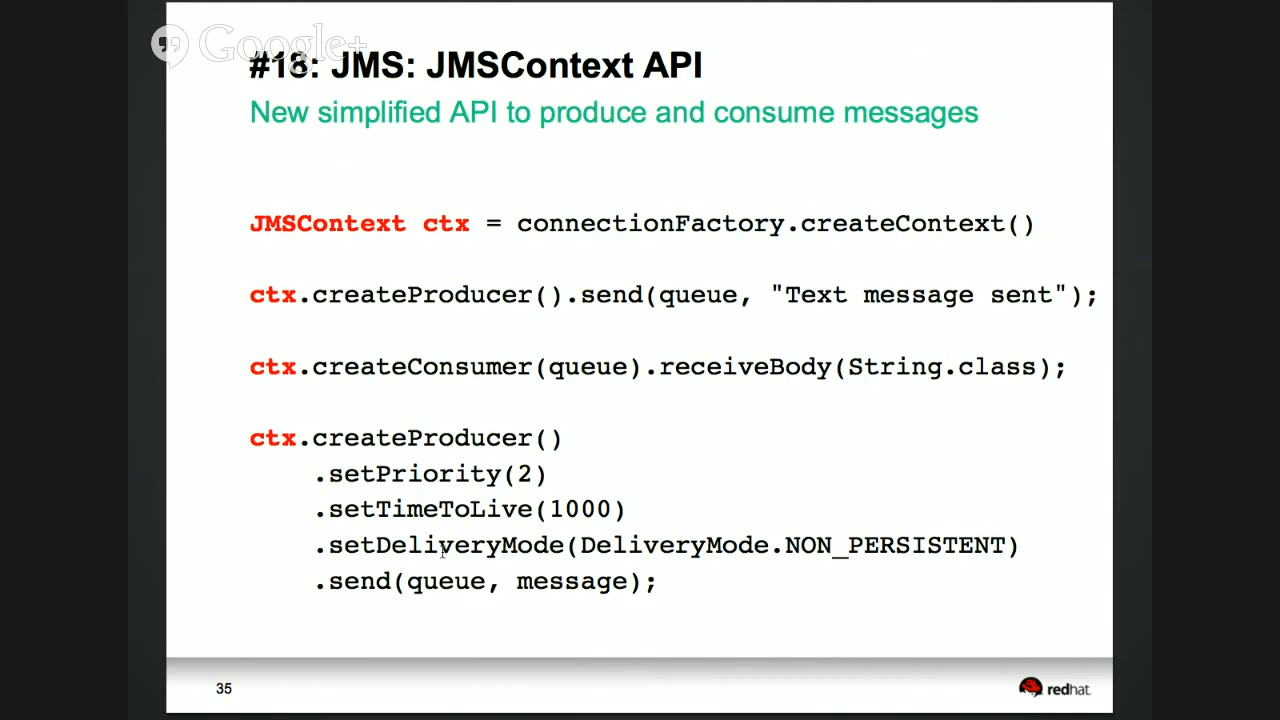 Google+
#18: JMS: JMSContext API
New simplified API to produce and consume messages
JMSContext ctx = connectionFactory.createContext()
ctx.createProducer().send(queue, "Text message sent");
ctx.createConsumer(queue).receiveBody(String.class);
ctx.createProducer()
.setPriority(2)
.setTimeToLive(1000)
.setDeliveryMode(DeliveryMode.NON_PERSISTENT)
.send(queue, message);
35
redhat.